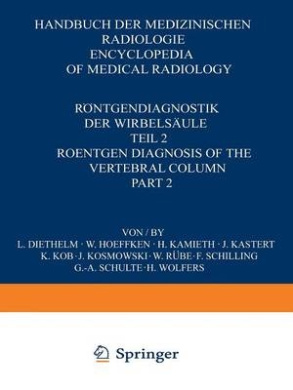 HANDBUCH DER MEDIZINISCHEN
RADIOLOGIE
ENCYCLOPEDIA
OF MEDICAL RADIOLOGY
RÖNTGENDIAGNOSTIK
DER WIRBELSÄULE
TEIL 2
ROENTGEN DIAGNOSIS OF THE
VERTEBRAL COLUMN
PART 2
VON / BY
L. DIETHELM · W. HOEFFKEN · H. KAMIETH · J. KASTERT
K. KOB · J. KOSMOWSKI · W. RÜBE · F. SCHILLING
G.-A. SCHULTE · H. WOLFERS
Springer